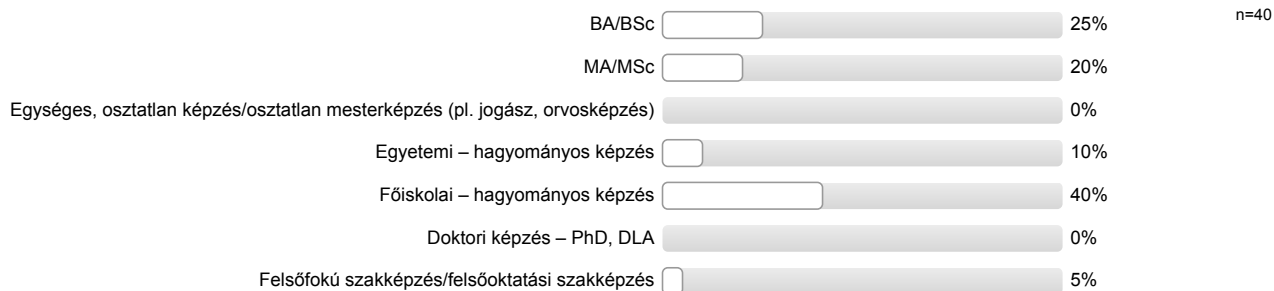 BA/BSc 25% n=40
MA/MSc 20%
Egységes, osztatlan képzés/osztatlan mesterképzés (pl. jogász, orvosképzés) 0%
Egyetemi – hagyományos képzés 10%
Főiskolai – hagyományos képzés 40%
Doktori képzés – PhD, DLA 0%
Felsőfokú szakképzés/felsőoktatási szakképzés 5%